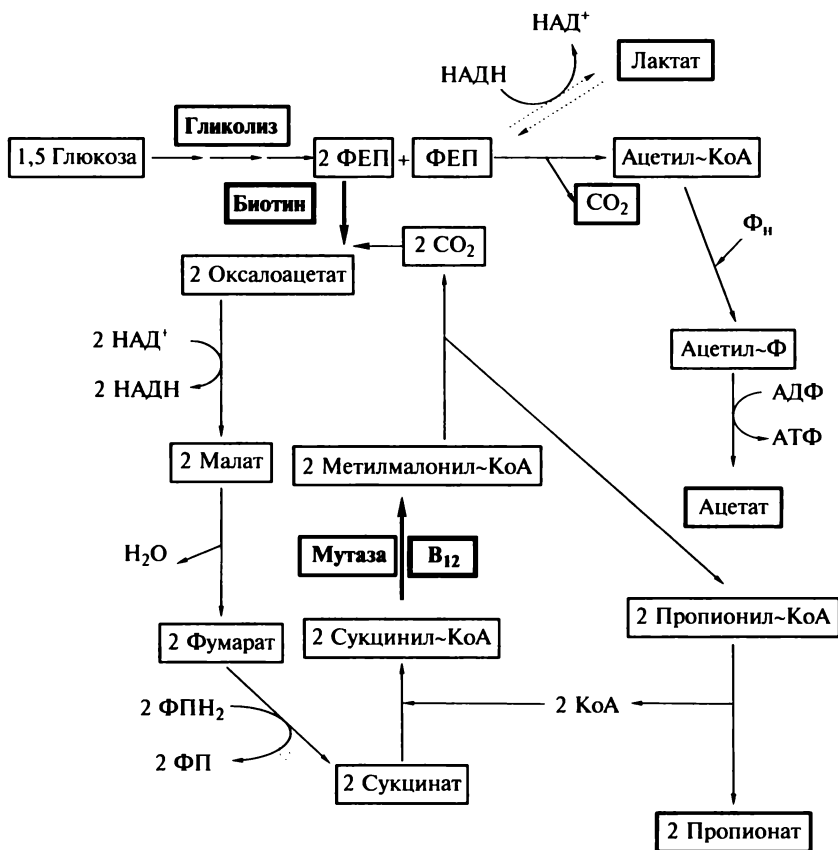 НАД⁺
НАДН
Лактат
Гликолиз
1,5 Глюкоза
2 ФЕП + ФЕП
Ацетил~КоА
Биотин
CO₂
2 CO₂
Фн
2 Оксалоацетат
2 НАД⁺
2 НАДН
Ацетил~Ф
АДФ
АТФ
2 Малат
2 Метилмалонил~КоА
Ацетат
H₂O
Мутаза
B₁₂
2 Пропионил~КоА
2 Фумарат
2 Сукцинил~КоА
2 ФПН₂
2 КоА
2 ФП
2 Сукцинат
2 Пропионат